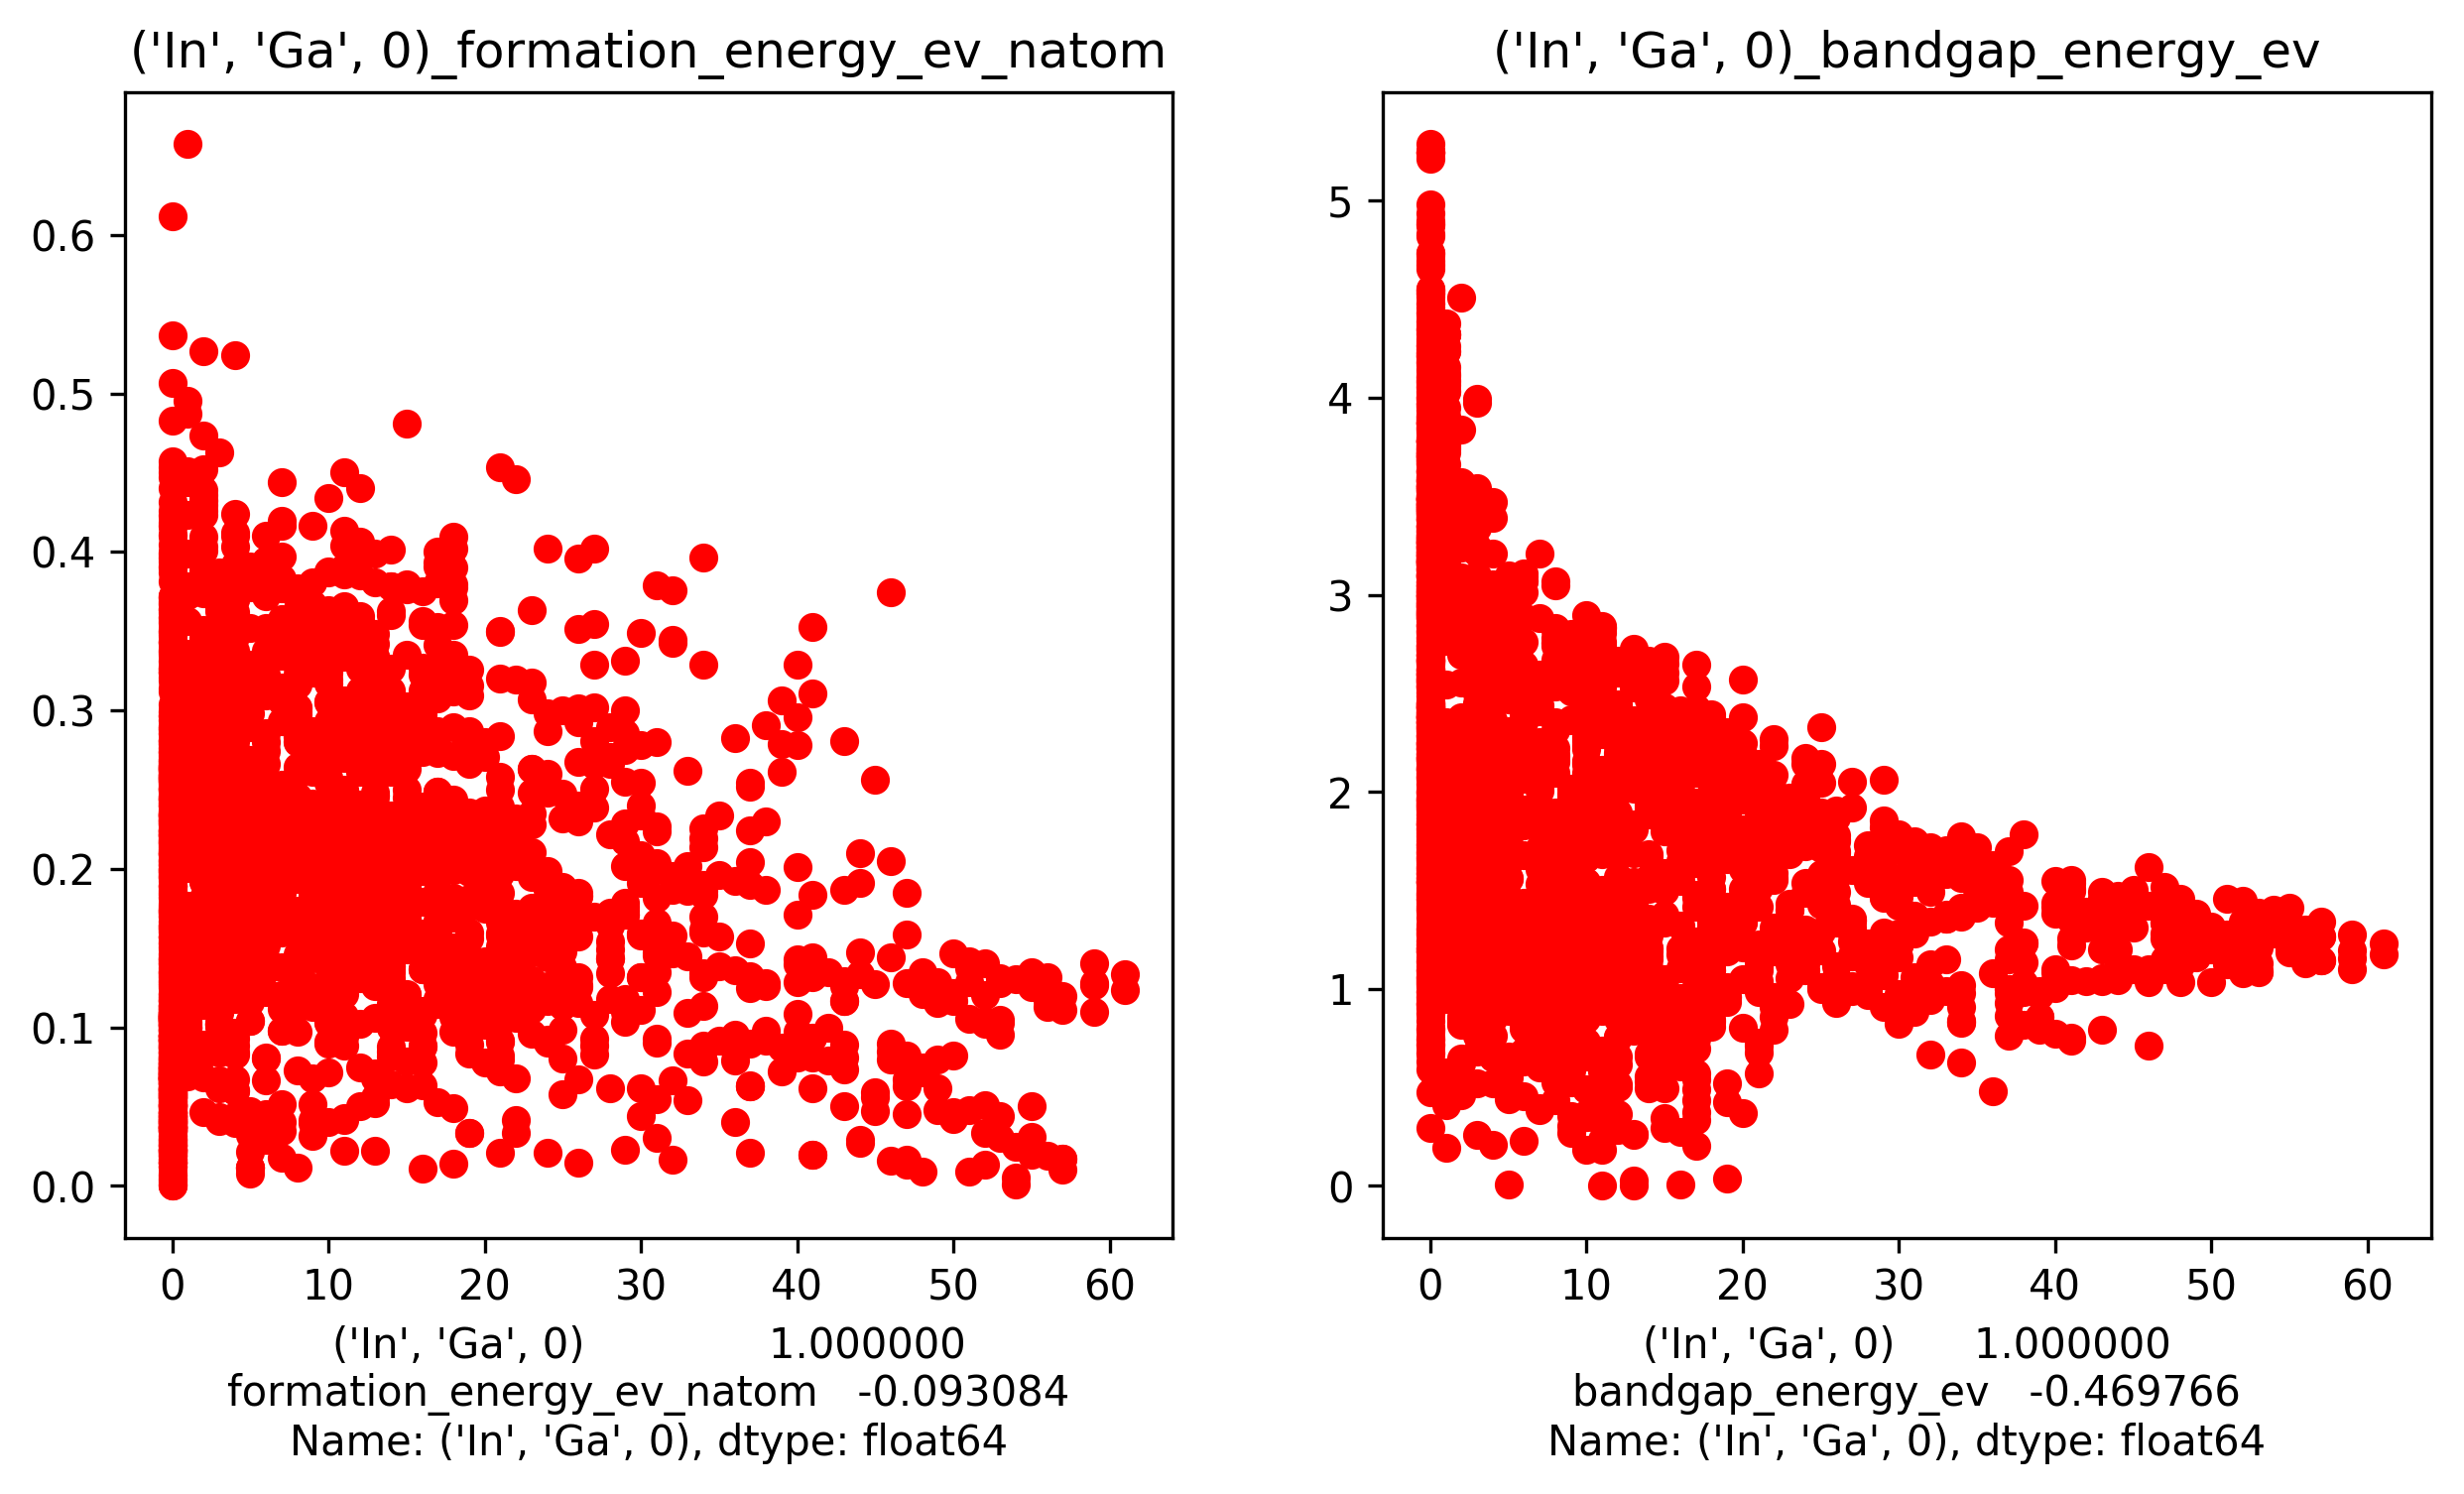 ('In', 'Ga', 0)_formation_energy_ev_natom
0.6
0.5
0.4
0.3
0.2
0.1
0.0
0 10 20 30 40 50 60
('In', 'Ga', 0) 1.000000
formation_energy_ev_natom -0.093084
Name: ('In', 'Ga', 0), dtype: float64
('In', 'Ga', 0)_bandgap_energy_ev
5
4
3
2
1
0
0 10 20 30 40 50 60
('In', 'Ga', 0) 1.000000
bandgap_energy_ev -0.469766
Name: ('In', 'Ga', 0), dtype: float64